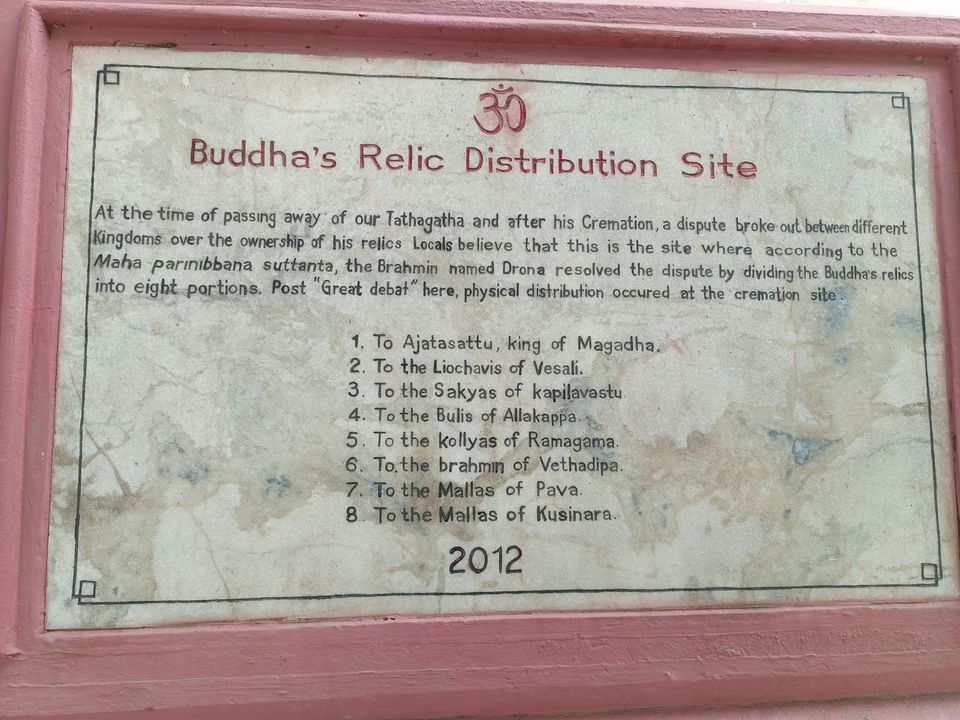 ॐ
Buddha's Relic Distribution Site
At the time of passing away of our Tathagatha and after his Cremation, a dispute broke out between different
Kingdoms over the ownership of his relics Locals believe that this is the site where according to the
Maha parinibbana suttanta, the Brahmin named Drona resolved the dispute by dividing the Buddha's relics
into eight portions. Post "Great debat" here, physical distribution occured at the cremation site.
1. To Ajatasattu, king of Magadha.
2. To the Liochavis of Vesali.
3. To the Sakyas of kapilavastu.
4. To the Bulis of Allakappa.
5. To the kollyas of Ramagama.
6. To.the brahmin of Vethadipa.
7. To the Mallas of Pava.
8. To the Mallas of Kusinara.
2012